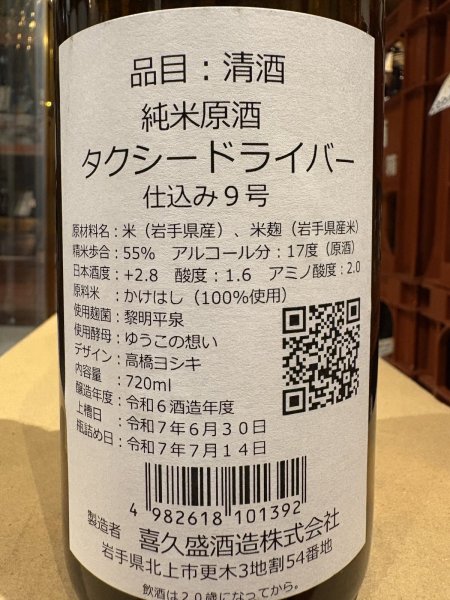 品目：清酒
純米原酒
タクシードライバー
仕込み９号
原材料名：米（岩手県産）、米麹（岩手県産米）
精米歩合：55%　アルコール分：17度（原酒）
日本酒度：+2.8　酸度：1.6　アミノ酸度：2.0
原料米　：かけはし（100%使用）
使用麹菌：黎明平泉
使用酵母：ゆうこの想い
デザイン：高橋ヨシキ
内容量　：720ml
醸造年度：令和６酒造年度
上槽日　：令和７年６月３０日
瓶詰め日：令和７年７月１４日
4 982618 101392
製造者　喜久盛酒造株式会社
岩手県北上市更木3地割54番地
飲酒は２０歳になってから。